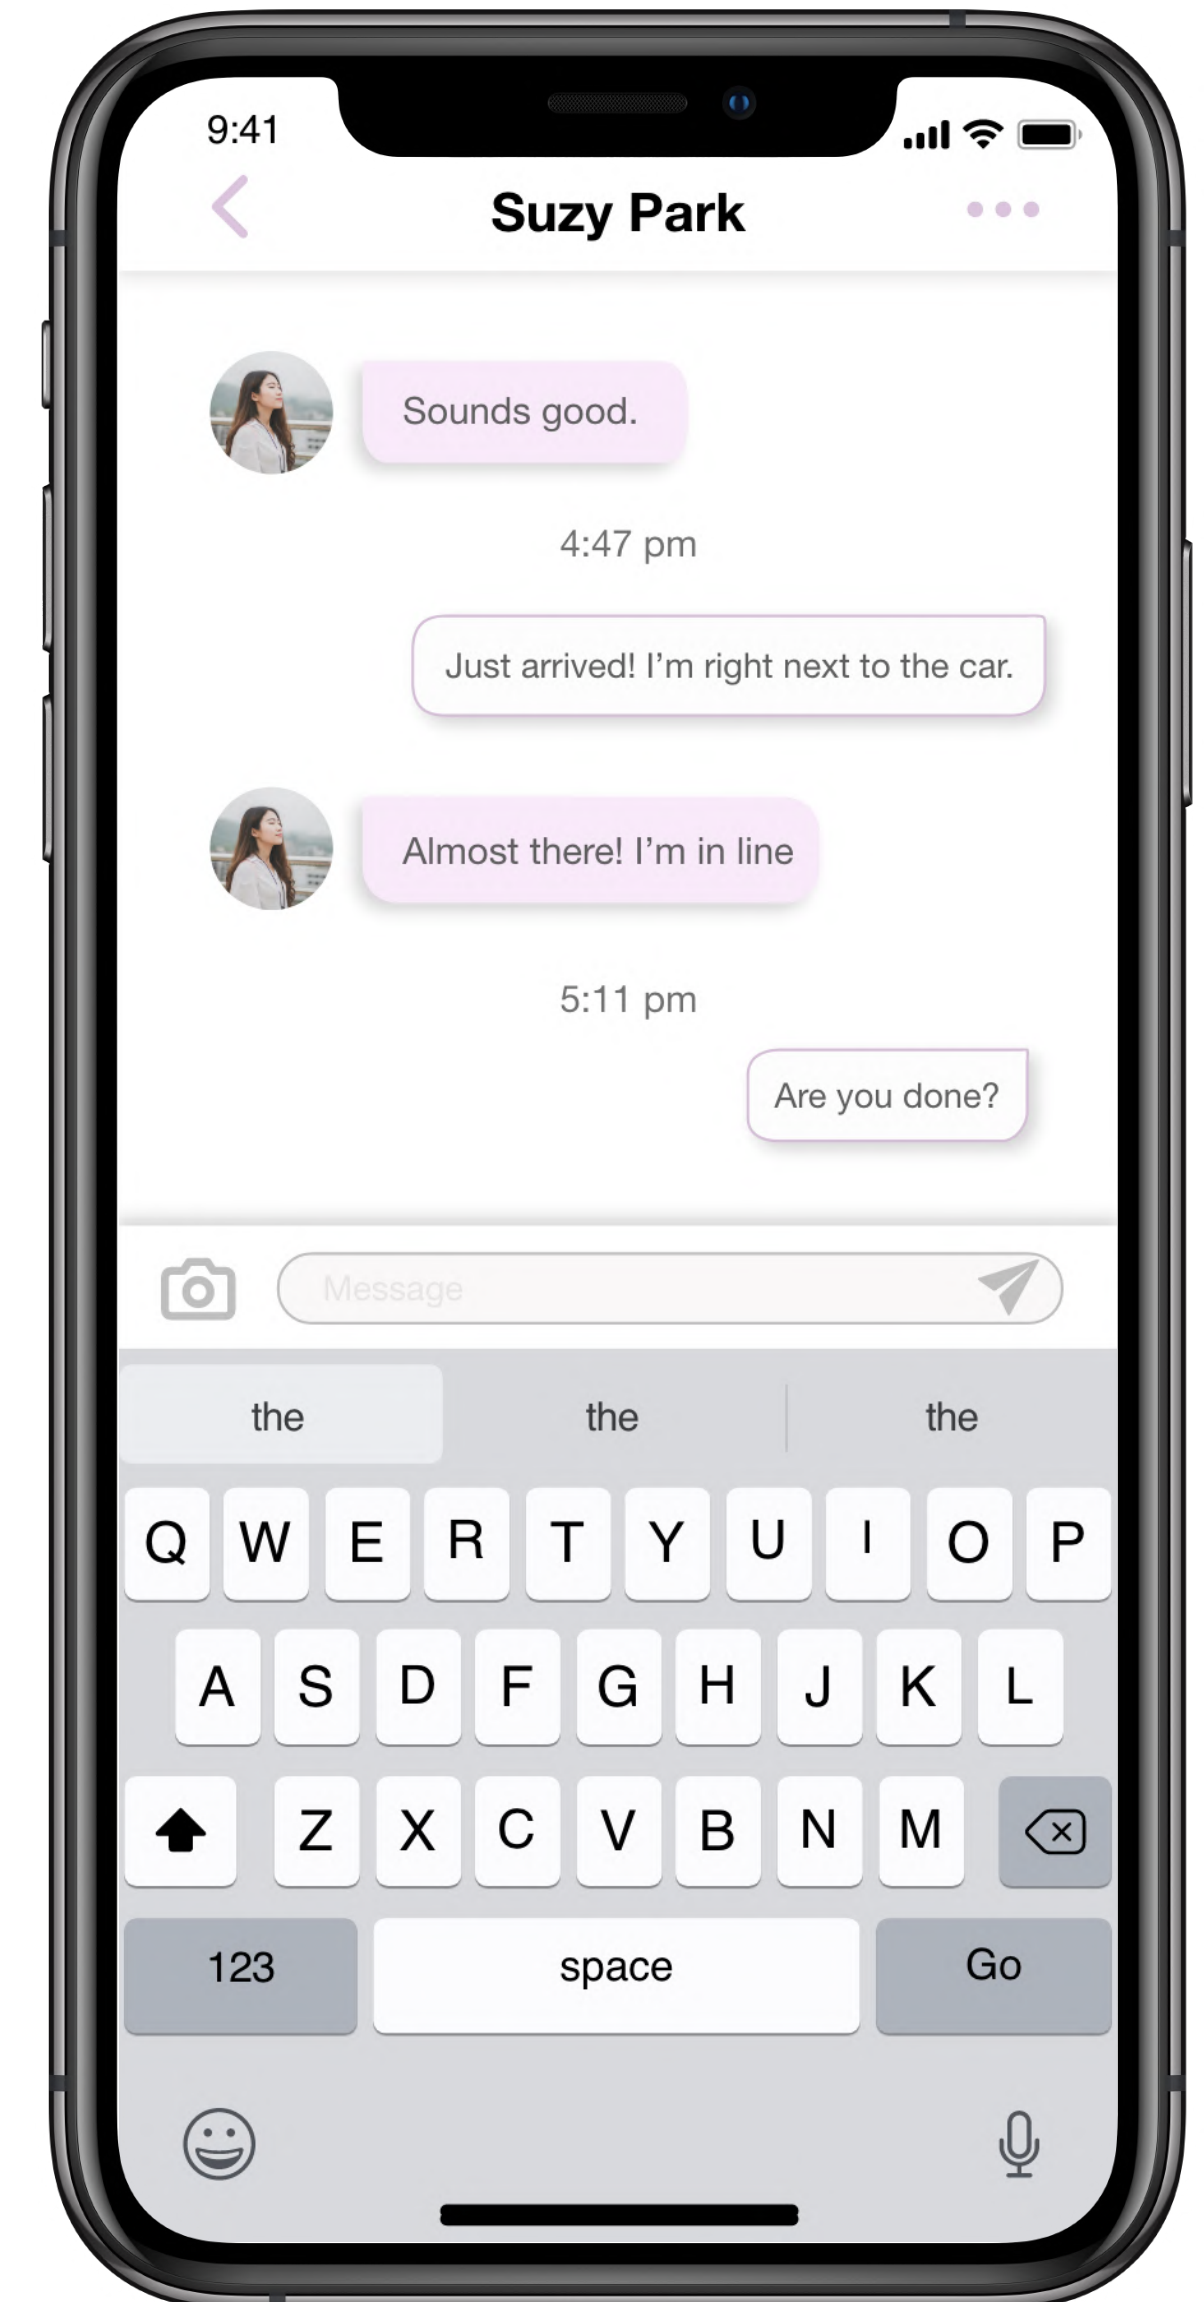 9:41
Suzy Park
Sounds good.
4:47 pm
Just arrived! I’m right next to the car.
Almost there! I’m in line
5:11 pm
Are you done?
Message
the the the
Q W E R T Y U I O P
A S D F G H J K L
Z X C V B N M
123 space Go